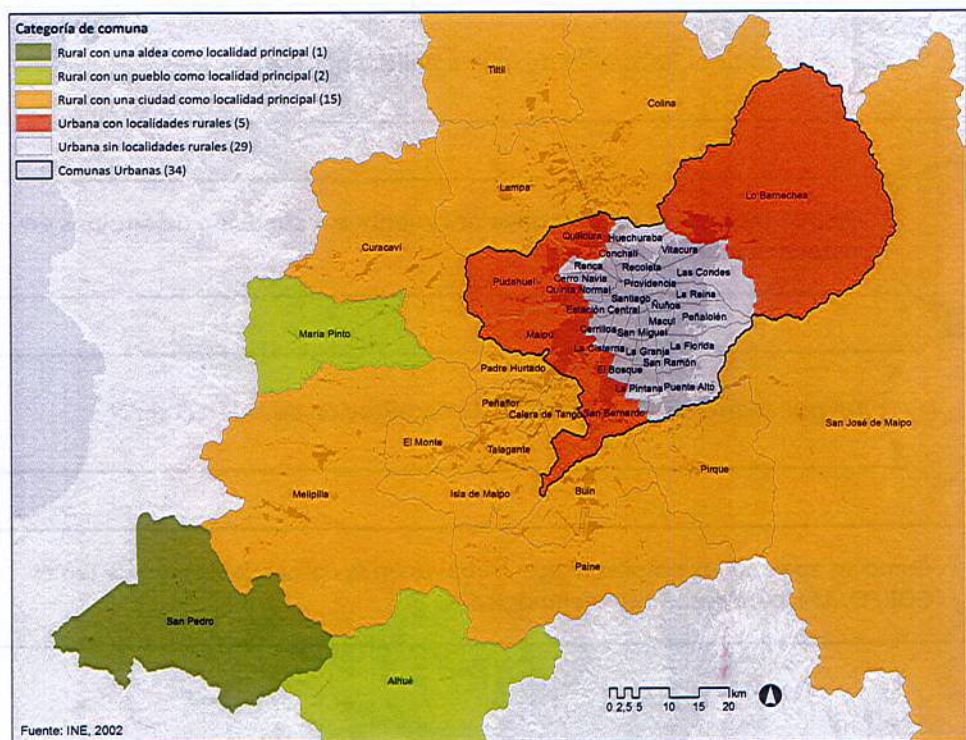 Categoría de comuna
Rural con una aldea como localidad principal (1)
Rural con un pueblo como localidad principal (2)
Rural con una ciudad como localidad principal (15)
Urbana con localidades rurales (5)
Urbana sin localidades rurales (29)
Comunas Urbanas (34)
Tiltil
Colina
Lampa
Lo Barnechea
Curacaví
Quilicura
Huechuraba
Conchalí
Vitacura
Renca
Recoleta
Las Condes
Pudahuel
Cerro Navia
Providencia
Quinta Normal
Santiago
La Reina
Estación Central
Ñuñoa
Macul
Peñalolén
María Pinto
Maipú
Cerrillos
San Miguel
La Cisterna
La Granja
La Florida
San Ramón
Padre Hurtado
El Bosque
La Pintana
Puente Alto
Peñaflor
Calera de Tango
San Bernardo
San José de Maipo
El Monte
Talagante
Pirque
Melipilla
Isla de Maipo
Buin
Paine
San Pedro
Alhué
km
0 2,5 5 10 15 20
Fuente: INE, 2002